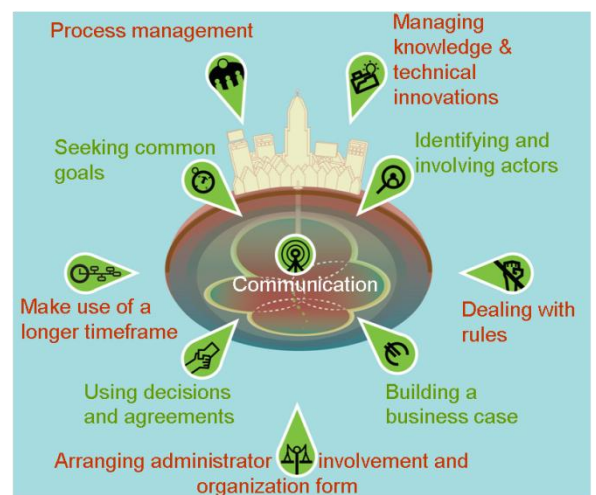 Process management
Managing
knowledge &
technical
innovations
Seeking common
goals
Identifying and
involving actors
Communication
Make use of a
longer timeframe
Dealing with
rules
Using decisions
and agreements
Building a
business case
Arranging administrator involvement and
organization form